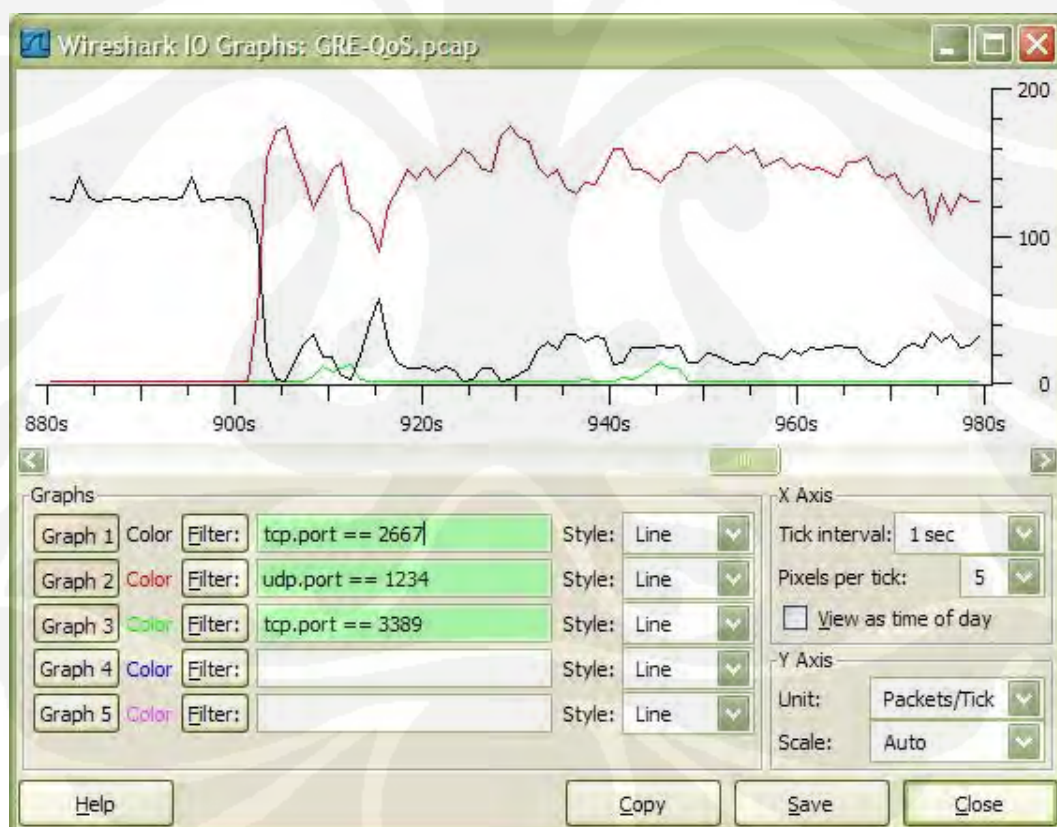 Wireshark IO Graphs: GRE-QoS.pcap
200
100
0
880s 900s 920s 940s 960s 980s
Graphs
Graph 1 Color Filter: tcp.port == 2667 Style: Line
Graph 2 Color Filter: udp.port == 1234 Style: Line
Graph 3 Color Filter: tcp.port == 3389 Style: Line
Graph 4 Color Filter: Style: Line
Graph 5 Color Filter: Style: Line
X Axis
Tick interval: 1 sec
Pixels per tick: 5
View as time of day
Y Axis
Unit: Packets/Tick
Scale: Auto
Help Copy Save Close